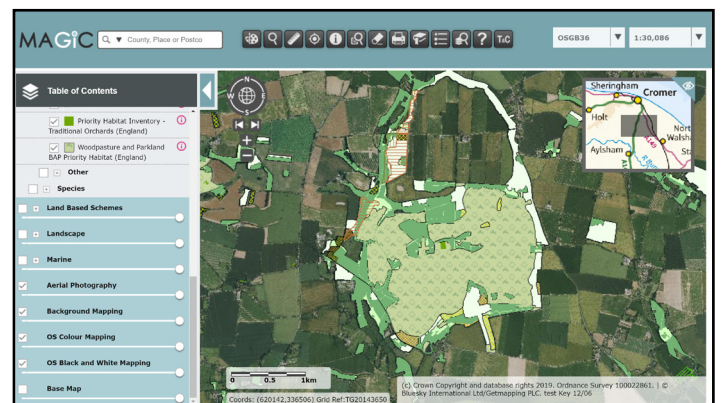 MAGiC
County, Place or Postco
T&C
OSGB36
1:30,086
Table of Contents
Priority Habitat Inventory -
Traditional Orchards (England)
Woodpasture and Parkland
BAP Priority Habitat (England)
Other
Species
Land Based Schemes
Landscape
Marine
Aerial Photography
Background Mapping
OS Colour Mapping
OS Black and White Mapping
Base Map
N
W
E
S
Sheringham
Cromer
Holt
Nort
Walsh
Aylsham
A140
0
0.5
1km
Coords: (620142,336506) Grid Ref:TG20143650
(c) Crown Copyright and database rights 2019. Ordnance Survey 100022861. | ©
Bluesky International Ltd/Getmapping PLC. test Key 12/06